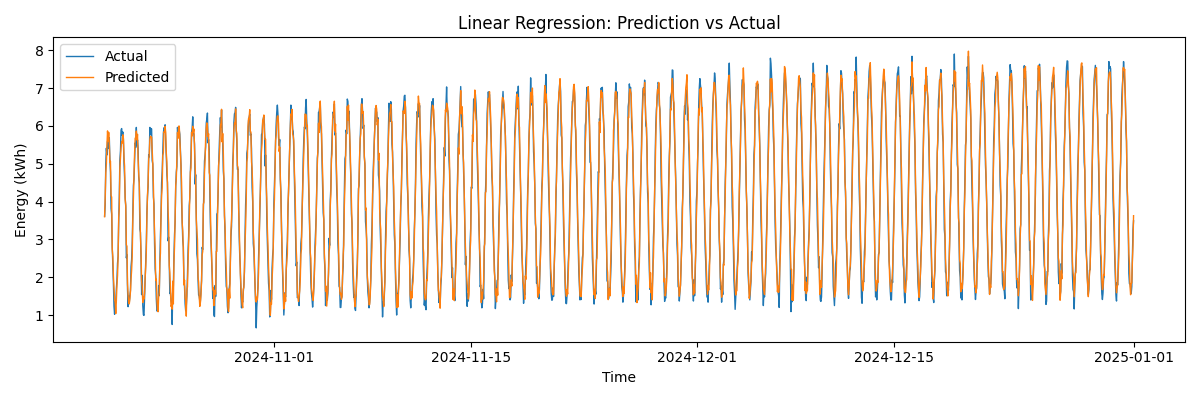 Linear Regression: Prediction vs Actual
Actual
Predicted
8
7
6
5
4
3
2
1
Energy (kWh)
2024-11-01
2024-11-15
2024-12-01
2024-12-15
2025-01-01
Time